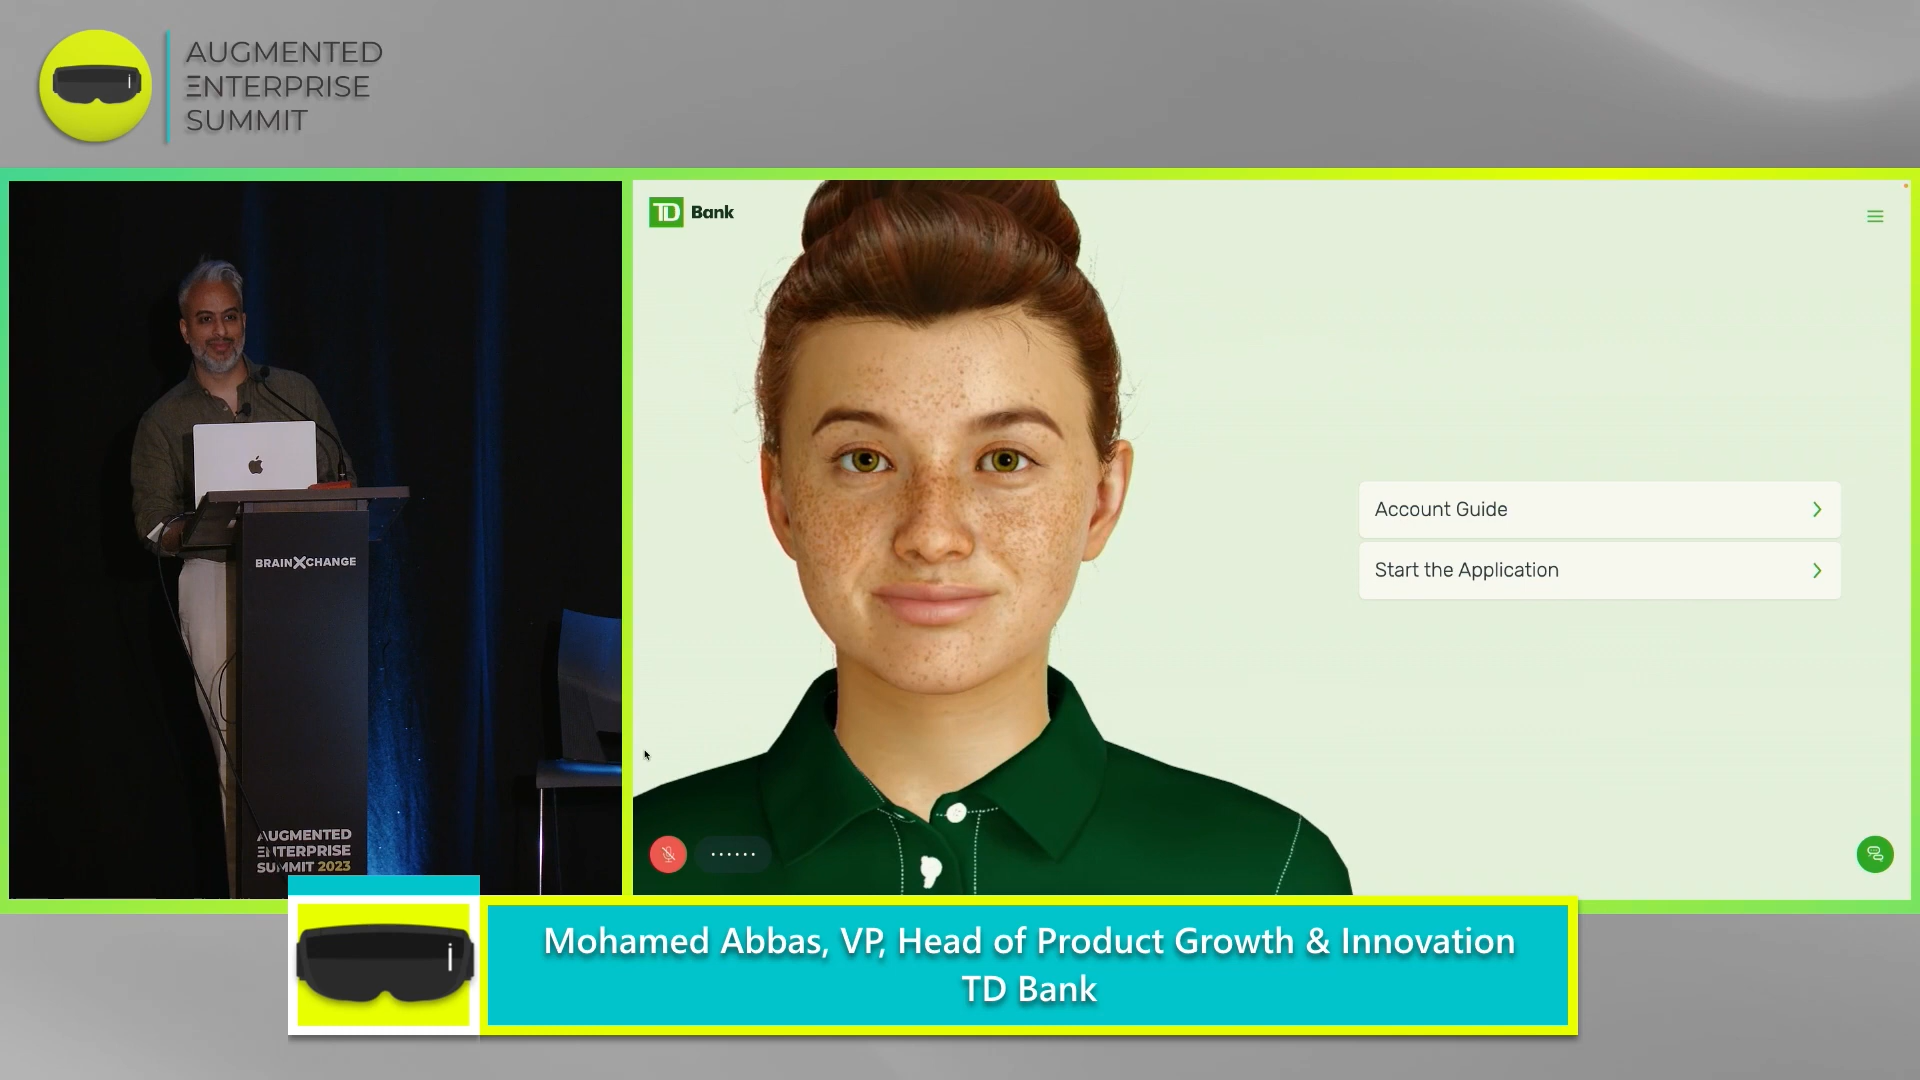 AUGMENTED
ENTERPRISE
SUMMIT
TD Bank
Account Guide
Start the Application
BRAINXCHANGE
AUGMENTED
ENTERPRISE
SUMMIT 2023
Mohamed Abbas, VP, Head of Product Growth & Innovation
TD Bank